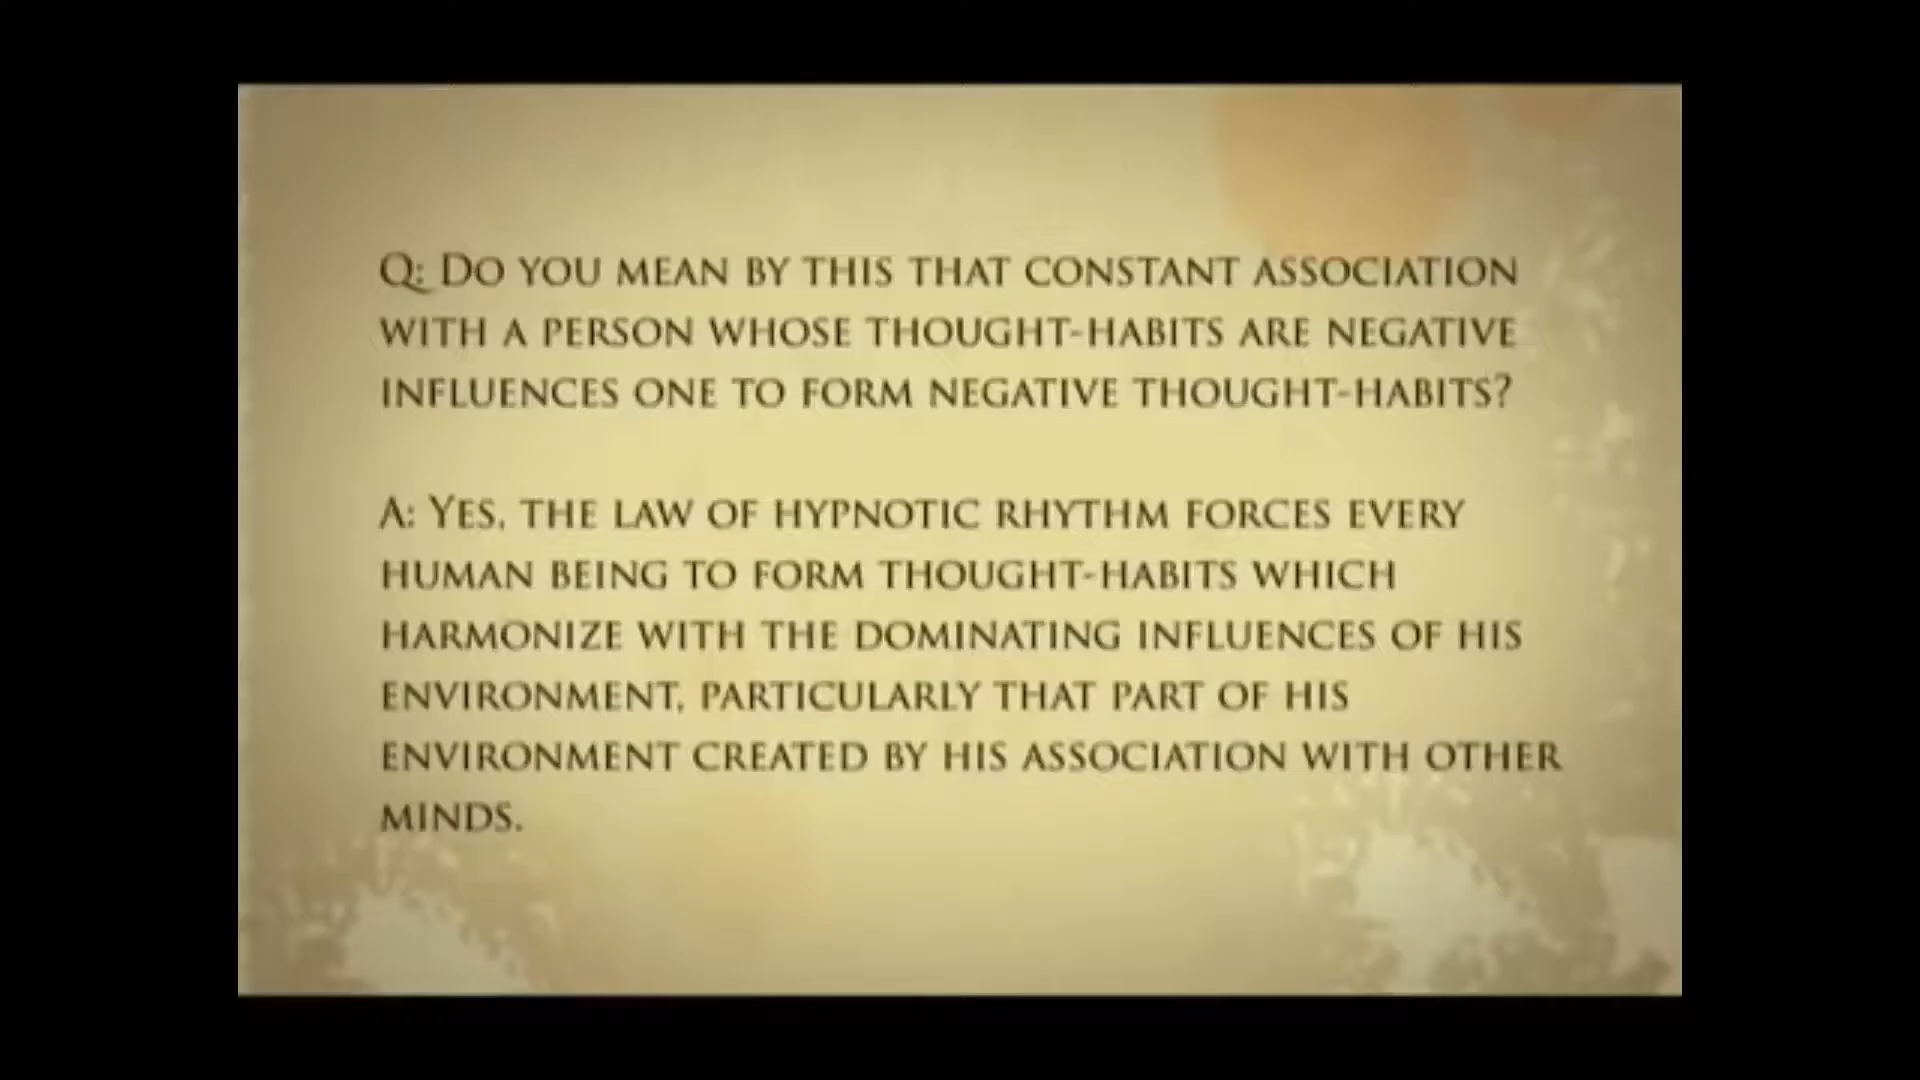 Q: Do you mean by this that constant association
with a person whose thought-habits are negative
influences one to form negative thought-habits?
A: Yes, the law of hypnotic rhythm forces every
human being to form thought-habits which
harmonize with the dominating influences of his
environment, particularly that part of his
environment created by his association with other
minds.